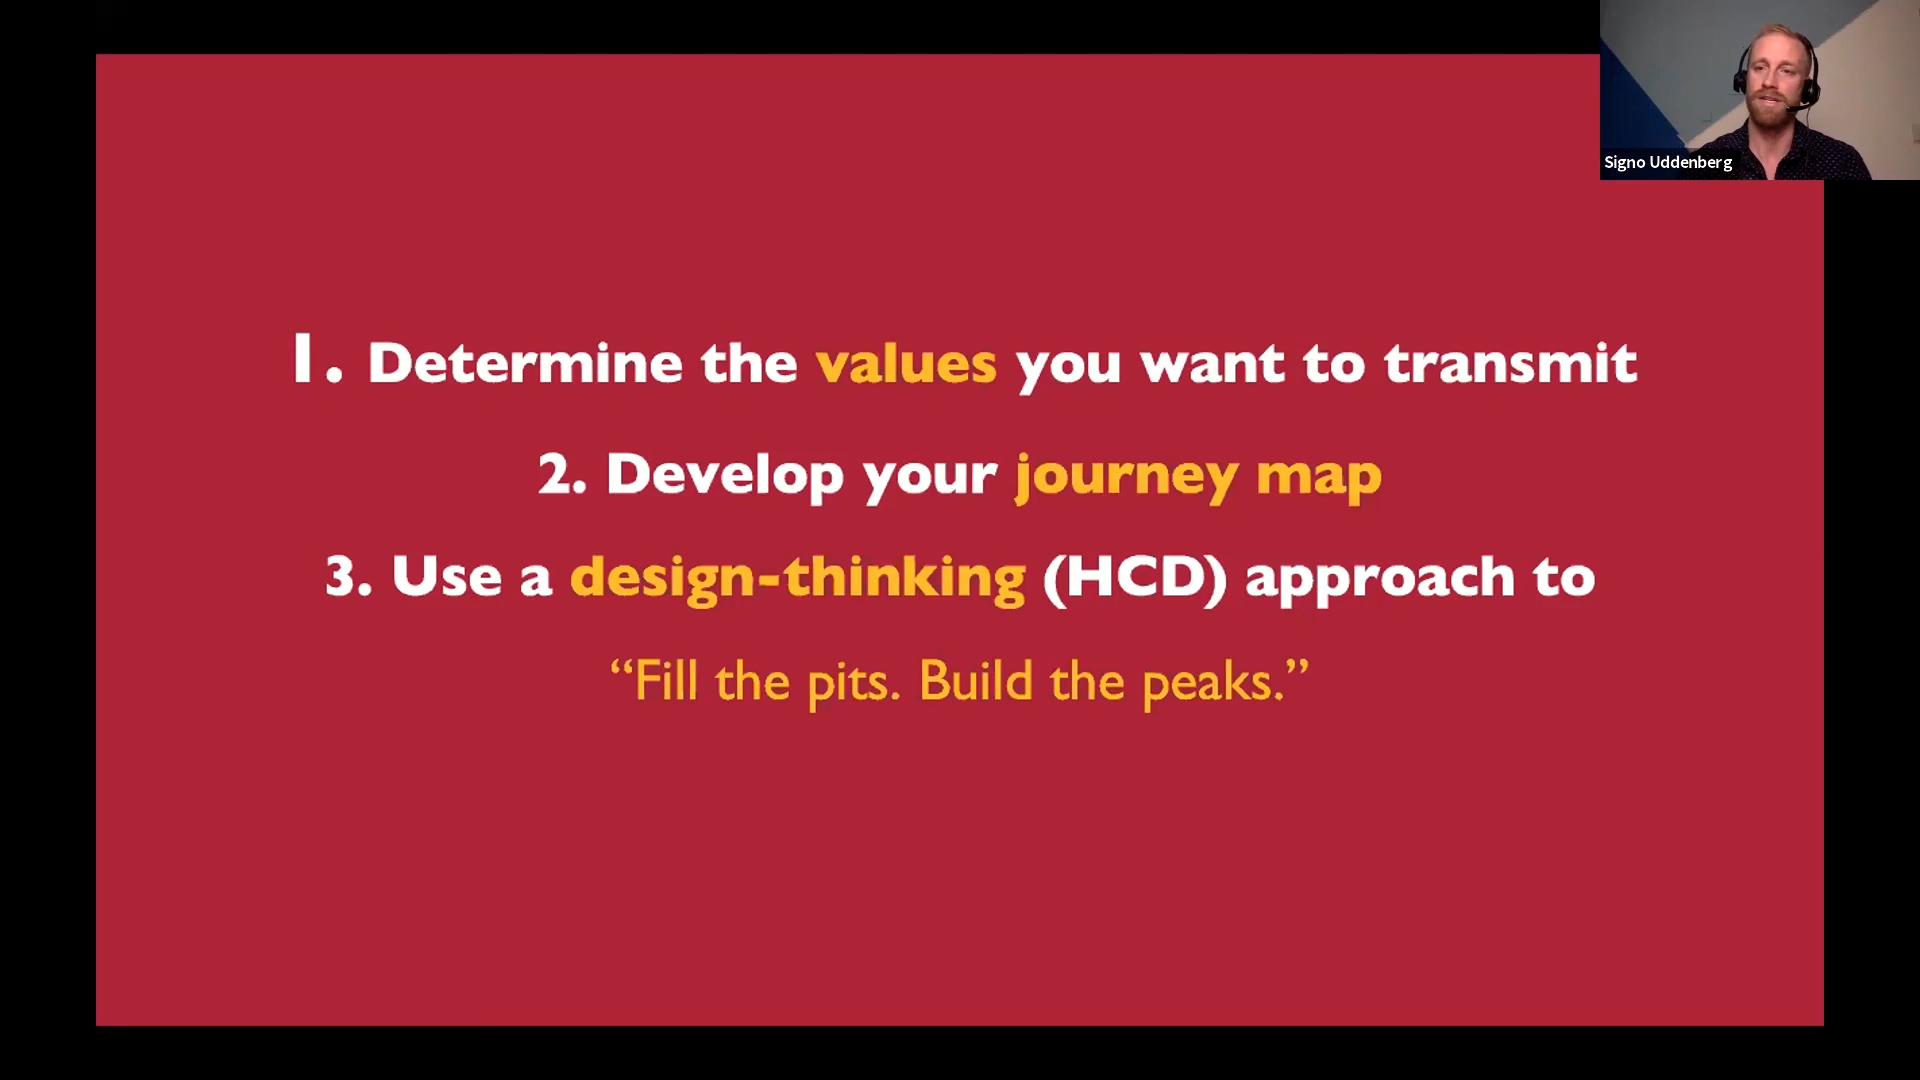 Signo Uddenberg
1. Determine the values you want to transmit
2. Develop your journey map
3. Use a design-thinking (HCD) approach to
“Fill the pits. Build the peaks.”